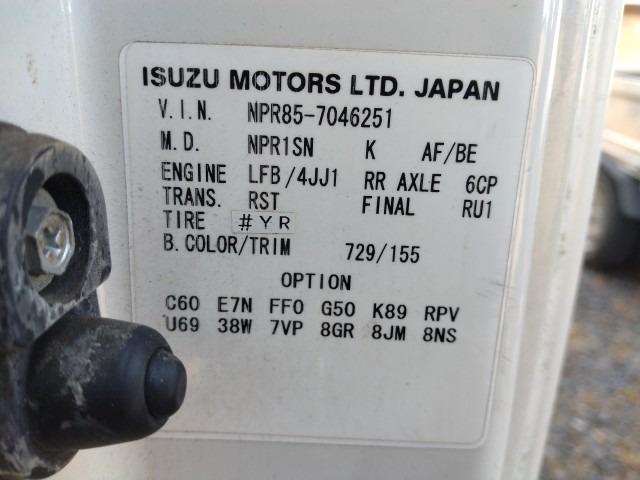 ISUZU MOTORS LTD. JAPAN
V.I.N. NPR85-7046251
M.D. NPR1SN K AF/BE
ENGINE LFB/4JJ1 RR AXLE 6CP
TRANS. RST FINAL RU1
TIRE #YR
B.COLOR/TRIM 729/155
OPTION
C60 E7N FF0 G50 K89 RPV
U69 38W 7VP 8GR 8JM 8NS